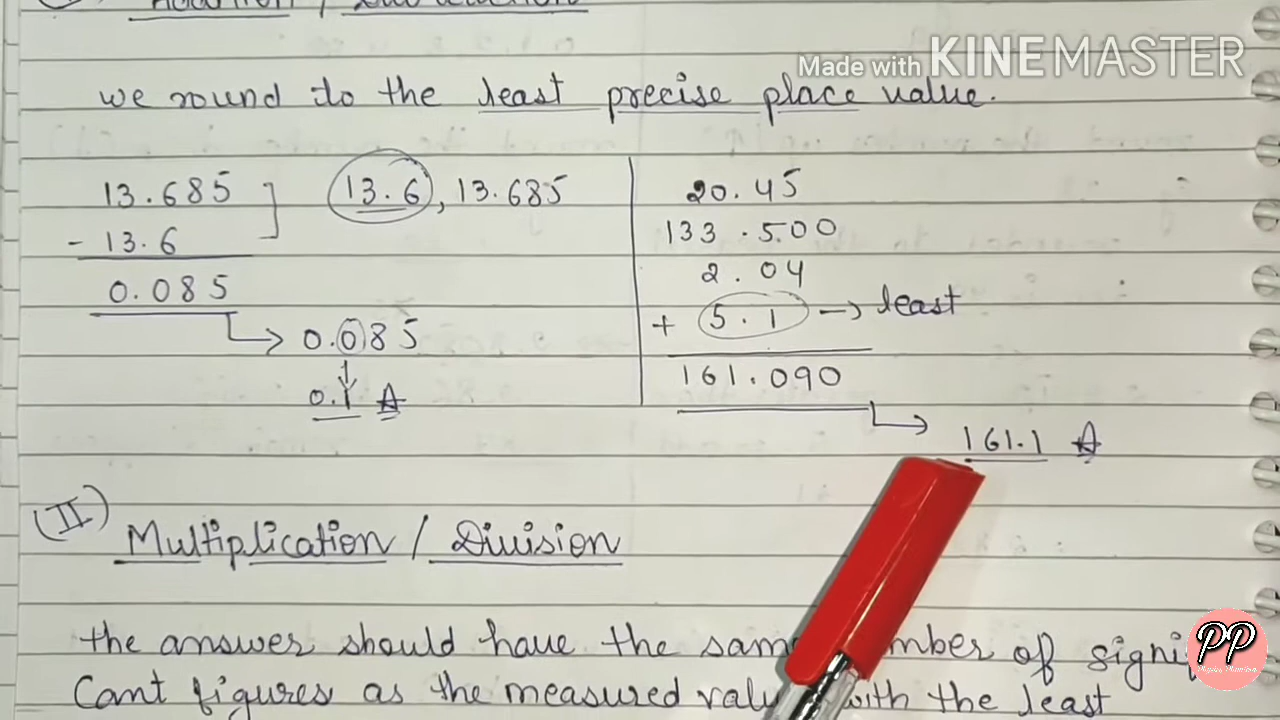 Addition / Subtraction
Made with KINEMASTER
we round to the least precise place value.
13.685
- 13.6
0.085
13.6, 13.685
0.085
0.1 A
20.45
133.500
2.04
+ 5.1 → least
161.090
161.1 A
(II)
Multiplication / Division
the answer should have the same number of signifi
cant figures as the measured value with the least
PP